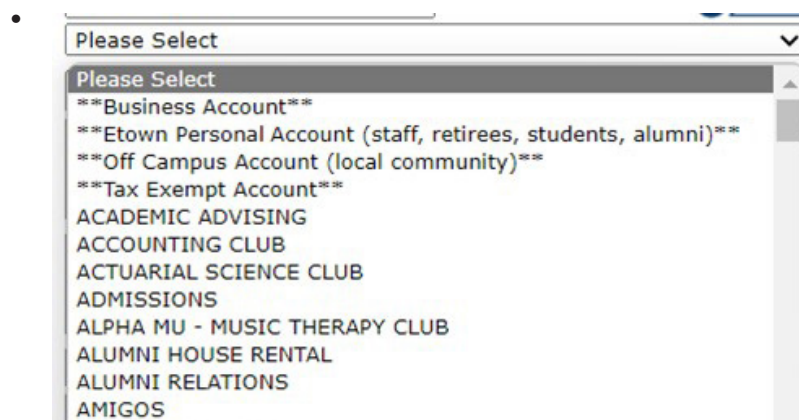 Please Select
Please Select
**Business Account**
**Etown Personal Account (staff, retirees, students, alumni)**
**Off Campus Account (local community)**
**Tax Exempt Account**
ACADEMIC ADVISING
ACCOUNTING CLUB
ACTUARIAL SCIENCE CLUB
ADMISSIONS
ALPHA MU - MUSIC THERAPY CLUB
ALUMNI HOUSE RENTAL
ALUMNI RELATIONS
AMIGOS